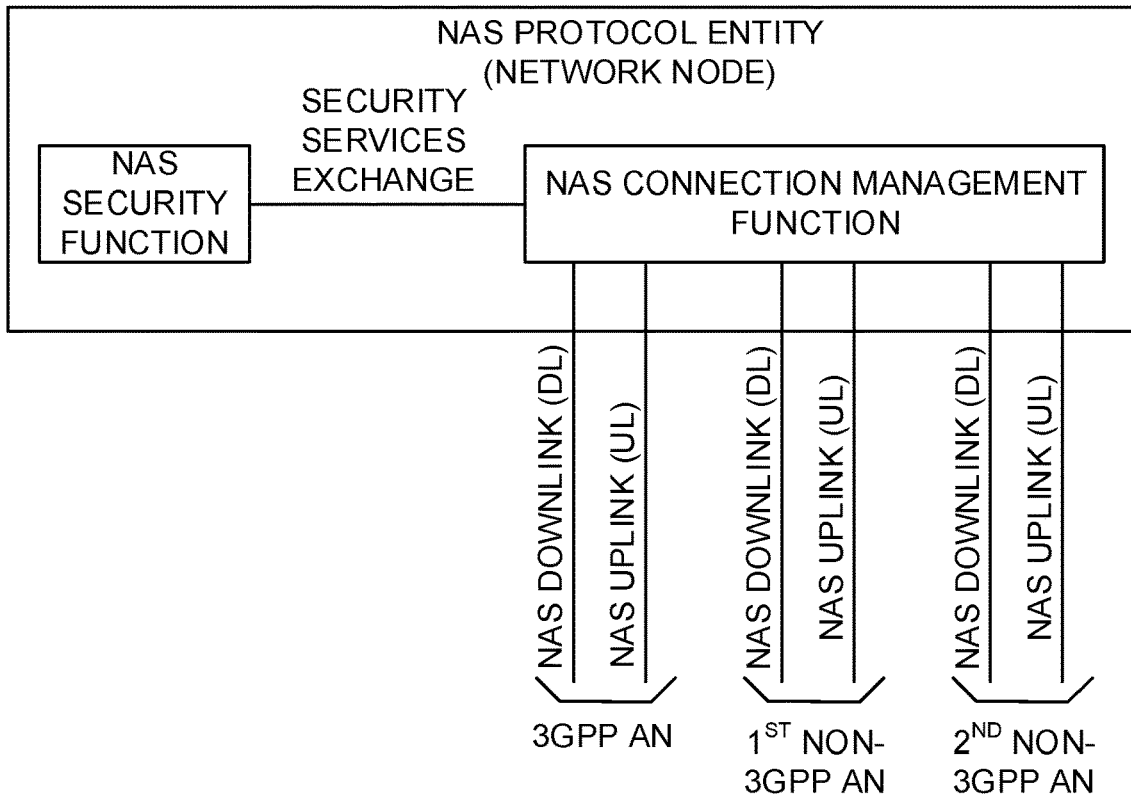 NAS PROTOCOL ENTITY
(NETWORK NODE)
SECURITY
SERVICES
EXCHANGE
NAS
SECURITY
FUNCTION
NAS CONNECTION MANAGEMENT
FUNCTION
NAS DOWNLINK (DL)
NAS UPLINK (UL)
NAS DOWNLINK (DL)
NAS UPLINK (UL)
NAS DOWNLINK (DL)
NAS UPLINK (UL)
3GPP AN
1ST NON-
3GPP AN
2ND NON-
3GPP AN